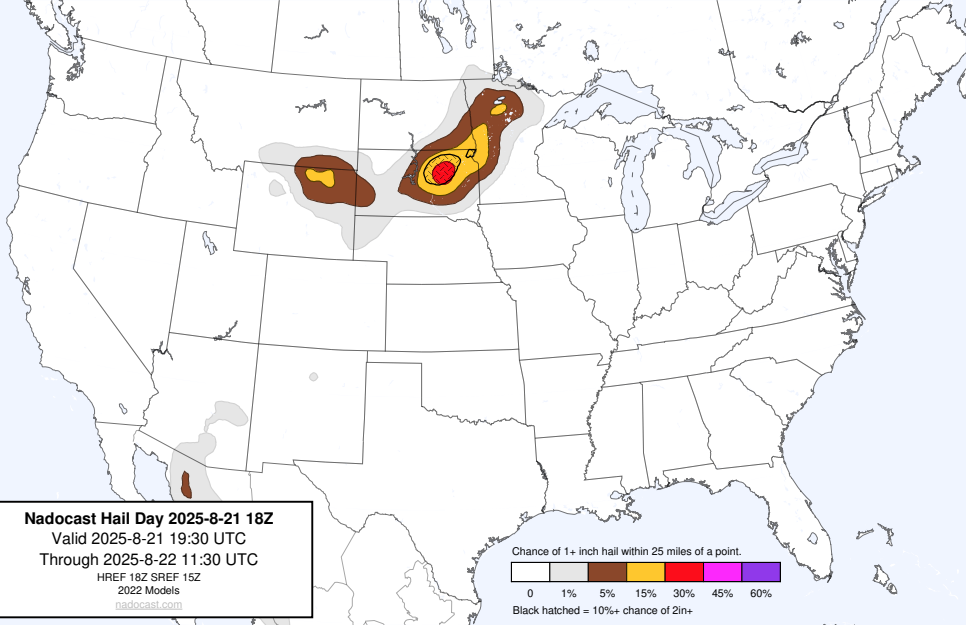 Nadocast Hail Day 2025-8-21 18Z
Valid 2025-8-21 19:30 UTC
Through 2025-8-22 11:30 UTC
HREF 18Z SREF 15Z
2022 Models
nadocast.com
Chance of 1+ inch hail within 25 miles of a point.
0 1% 5% 15% 30% 45% 60%
Black hatched = 10%+ chance of 2in+